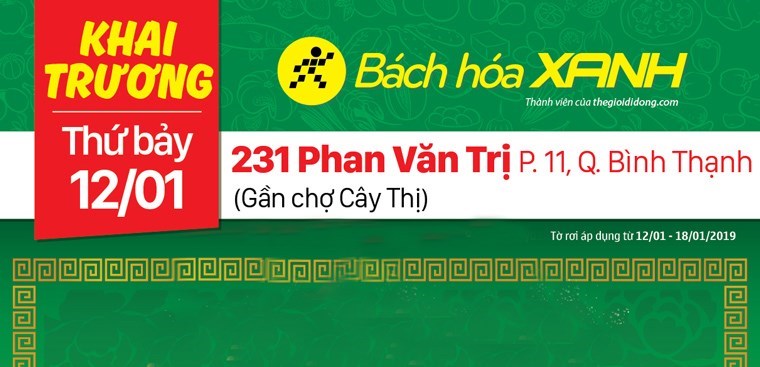 KHAI
TRƯƠNG
Thứ bảy
12/01
Bách hóa XANH
Thành viên của thegioididong.com
231 Phan Văn Trị P. 11, Q. Bình Thạnh
(Gần chợ Cây Thị)
Tờ rơi áp dụng từ 12/01 - 18/01/2019